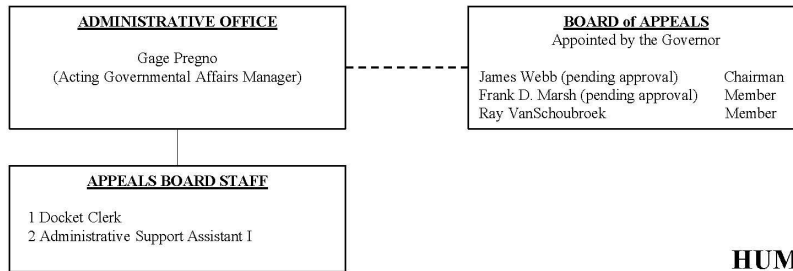 ADMINISTRATIVE OFFICE
Gage Pregno
(Acting Governmental Affairs Manager)
BOARD of APPEALS
Appointed by the Governor
James Webb (pending approval) Chairman
Frank D. Marsh (pending approval) Member
Ray VanSchoubroek Member
APPEALS BOARD STAFF
1 Docket Clerk
2 Administrative Support Assistant I
HUM